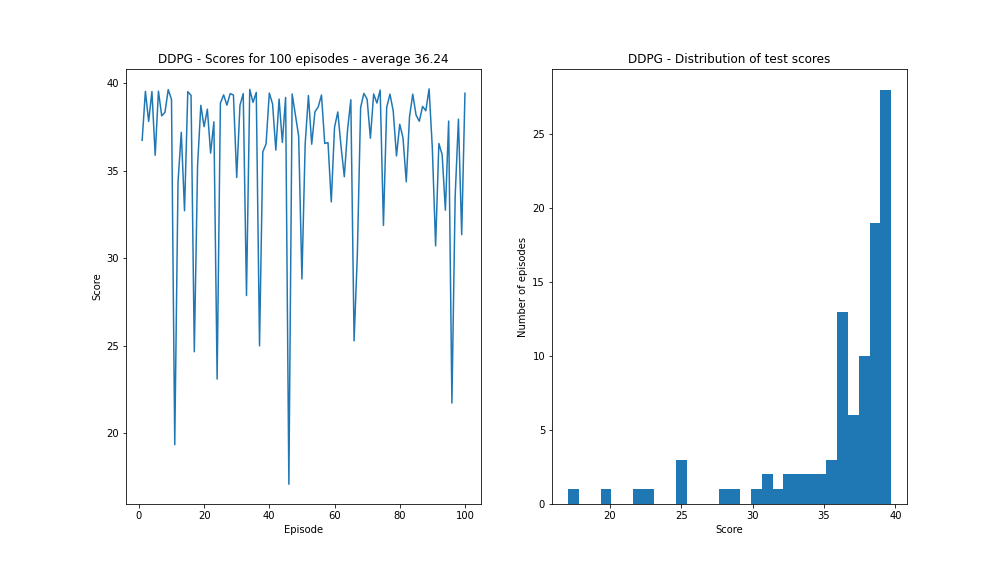 DDPG - Scores for 100 episodes - average 36.24
40
35
30
25
20
Score
0 20 40 60 80 100
Episode
DDPG - Distribution of test scores
25
20
15
10
5
0
Number of episodes
20 25 30 35 40
Score